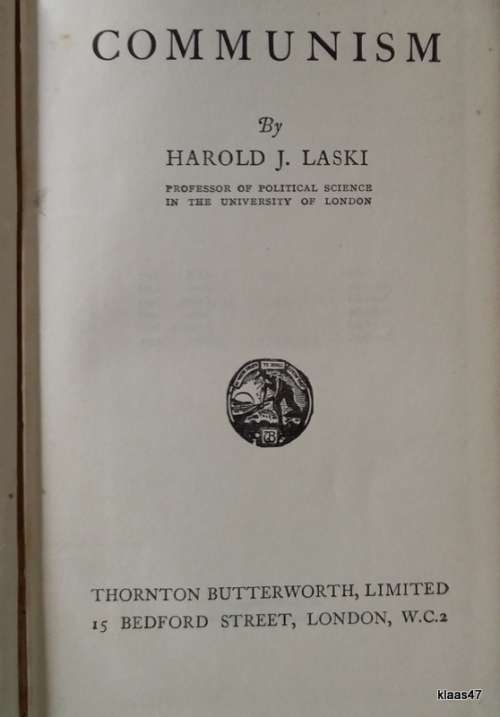 COMMUNISM
By
HAROLD J. LASKI
PROFESSOR OF POLITICAL SCIENCE
IN THE UNIVERSITY OF LONDON
TB
THORNTON BUTTERWORTH, LIMITED
15 BEDFORD STREET, LONDON, W.C.2
klaas47